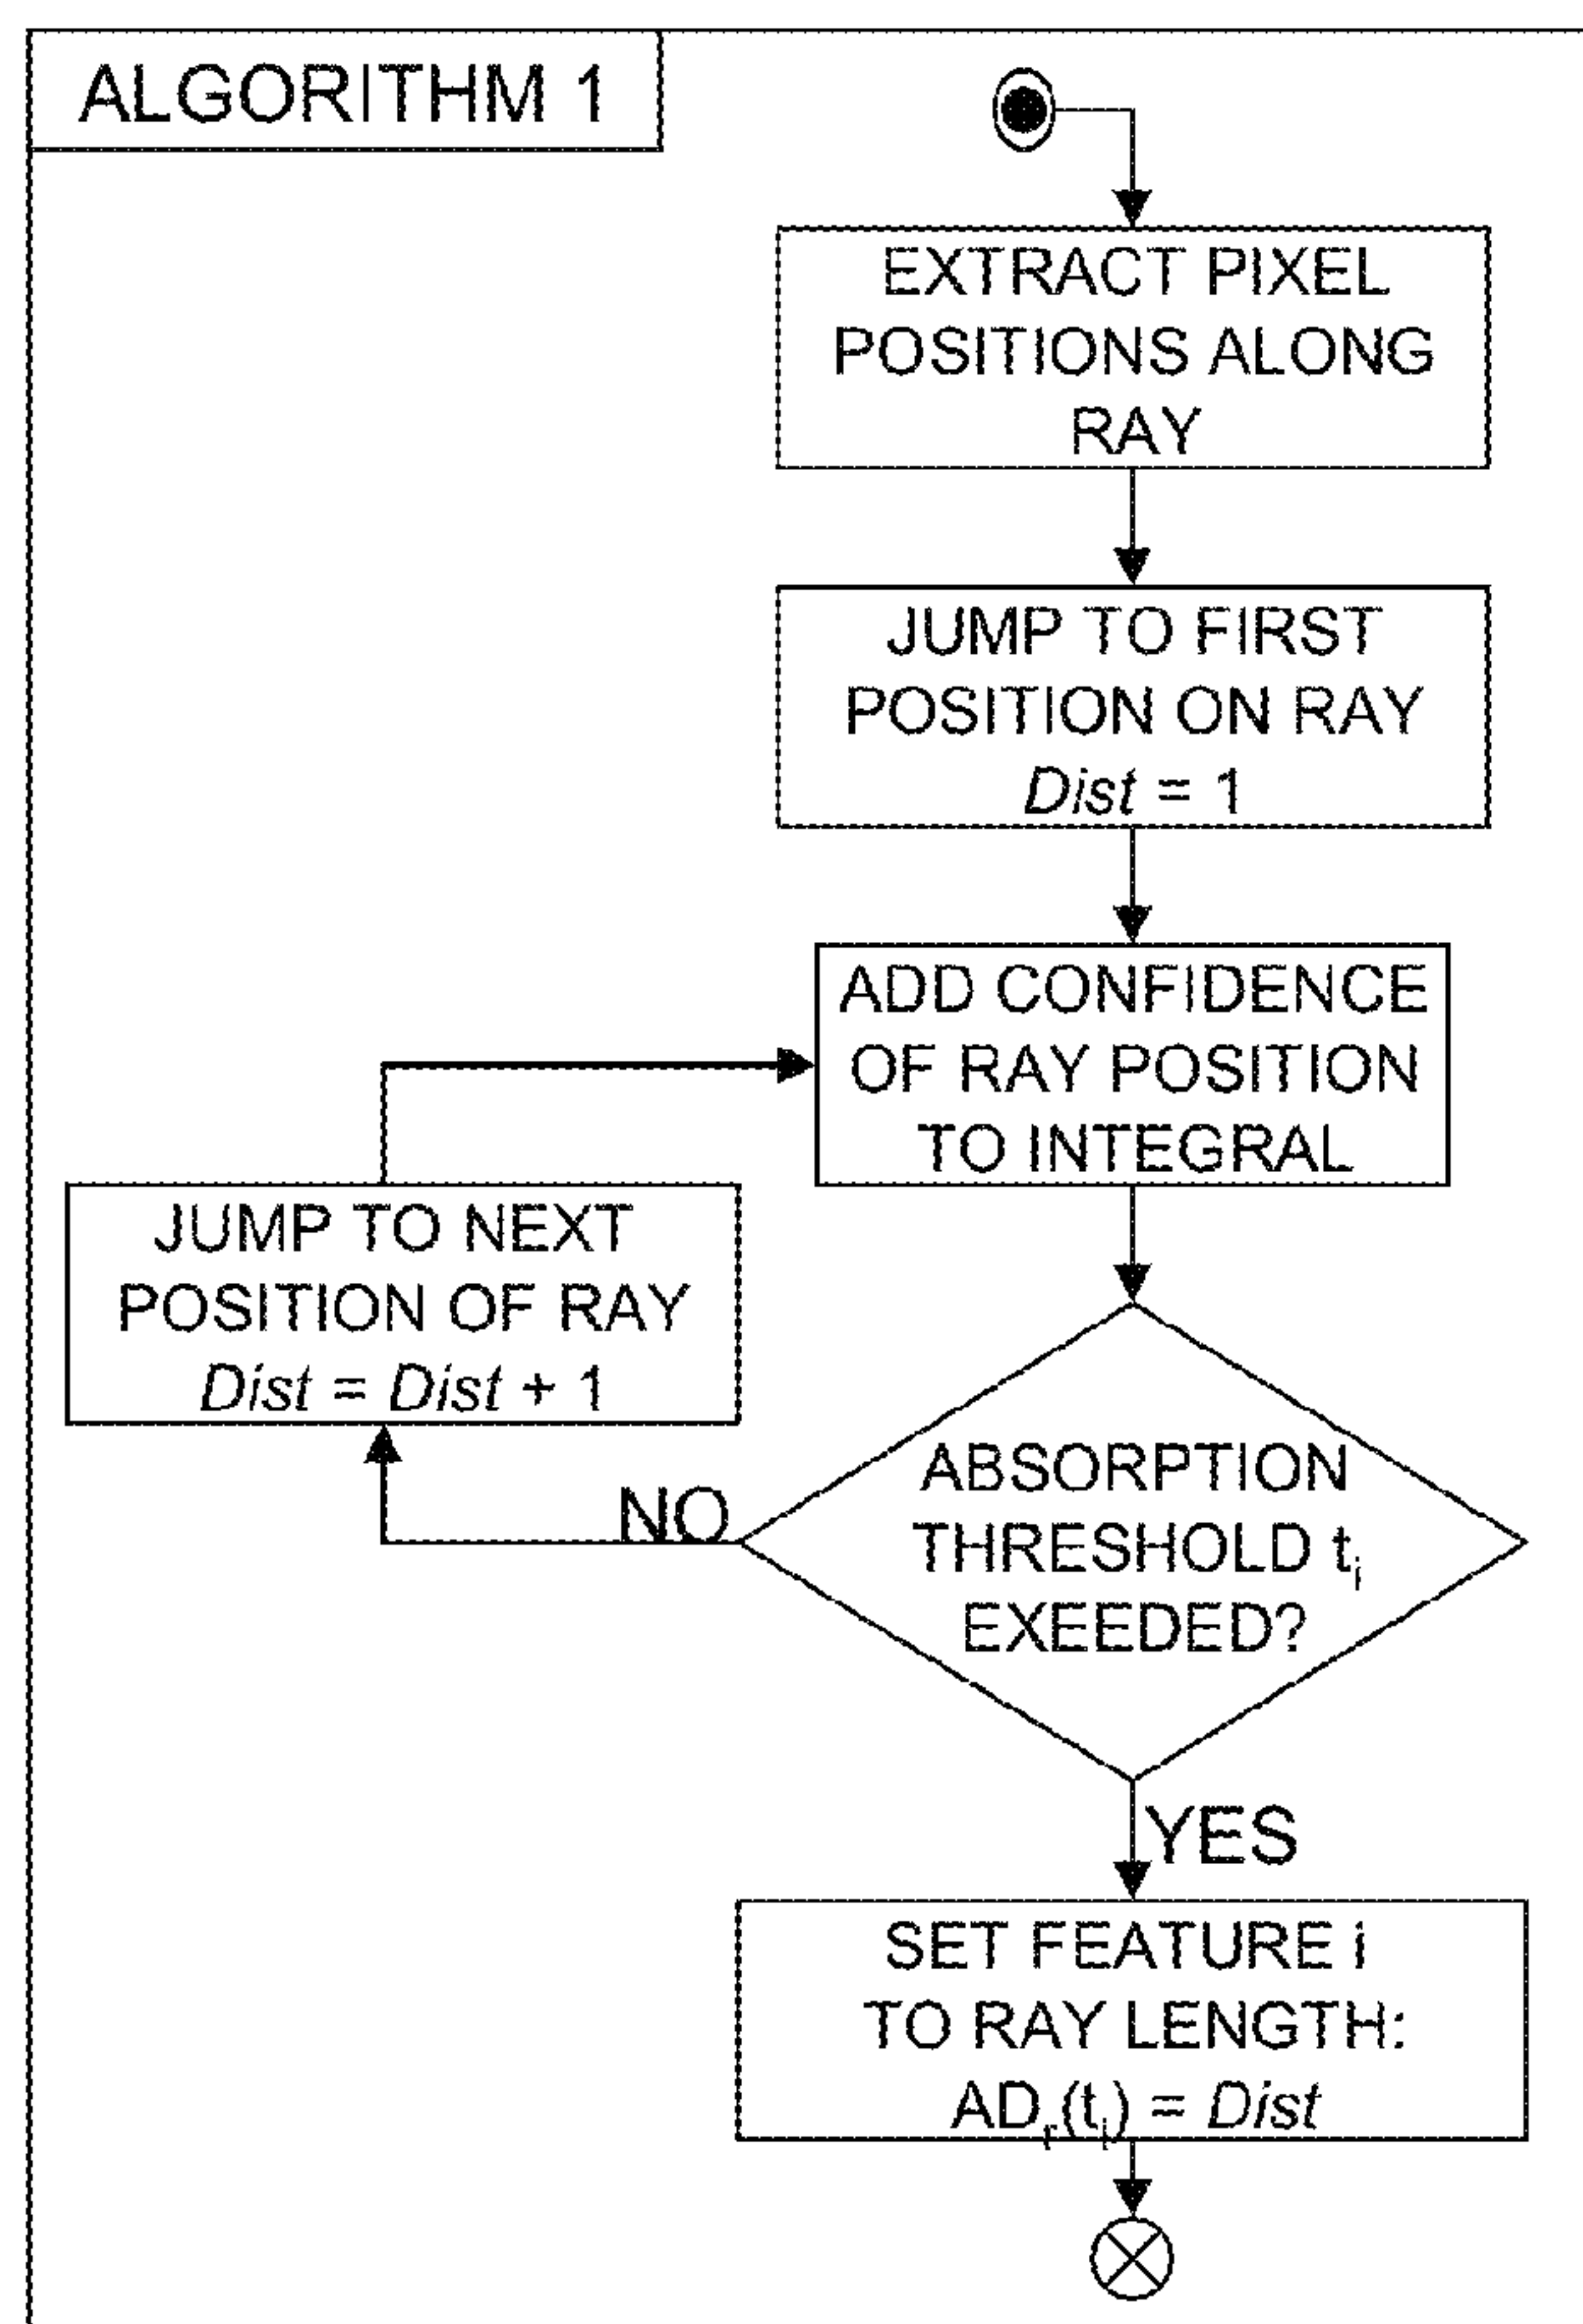 ALGORITHM 1
EXTRACT PIXEL
POSITIONS ALONG
RAY
JUMP TO FIRST
POSITION ON RAY
Dist = 1
ADD CONFIDENCE
OF RAY POSITION
TO INTEGRAL
JUMP TO NEXT
POSITION OF RAY
Dist = Dist + 1
ABSORPTION
THRESHOLD tᵢ
EXEEDED?
NO
YES
SET FEATURE i
TO RAY LENGTH:
ADᵣ(tᵢ) = Dist